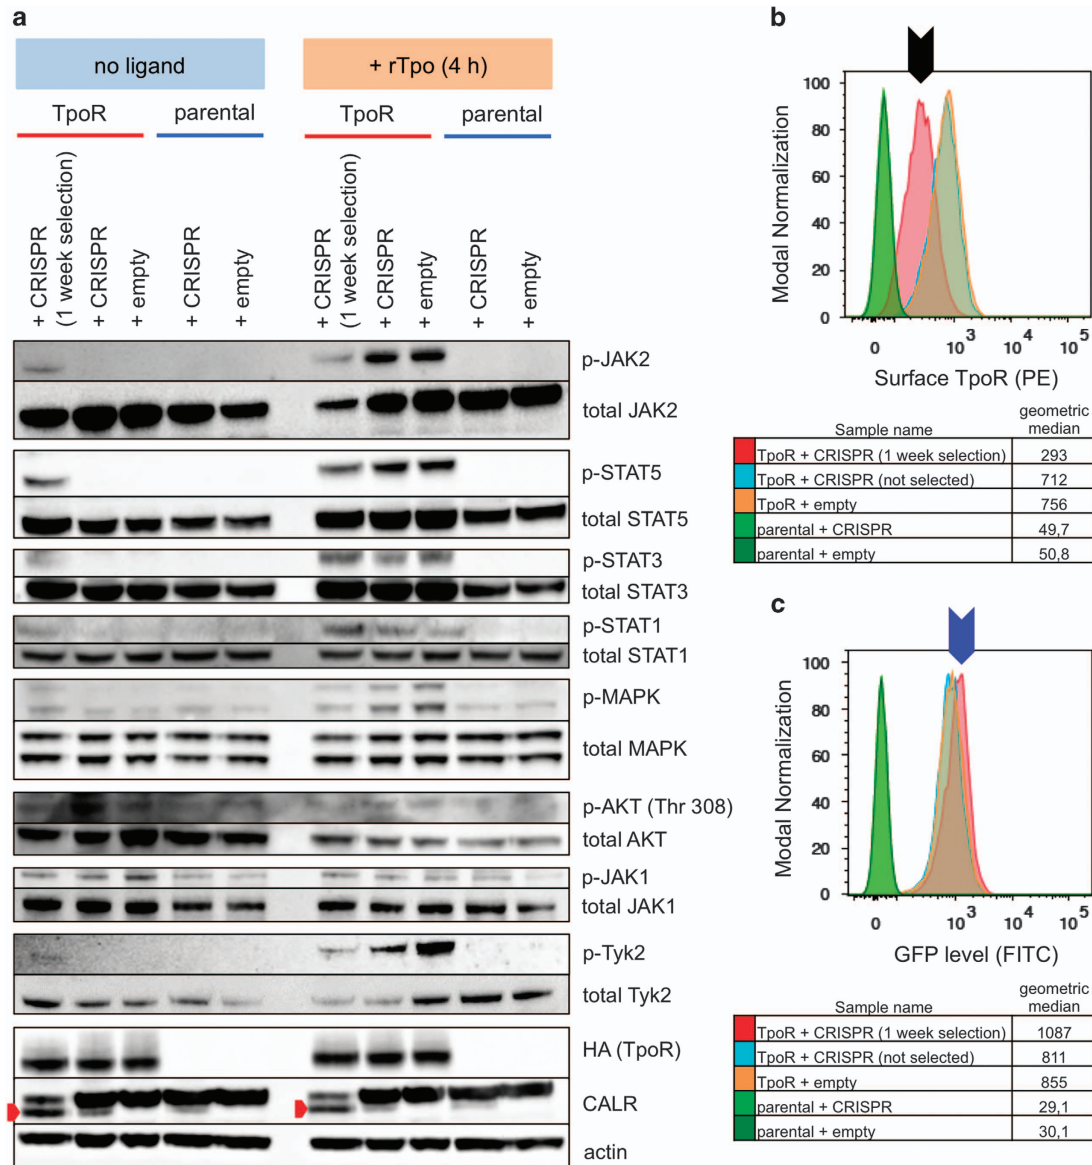 a
no ligand
+ rTpo (4 h)
TpoR
parental
TpoR
parental
+ CRISPR
(1 week selection)
+ CRISPR
+ empty
+ CRISPR
+ empty
+ CRISPR
(1 week selection)
+ CRISPR
+ empty
+ CRISPR
+ empty
p-JAK2
total JAK2
p-STAT5
total STAT5
p-STAT3
total STAT3
p-STAT1
total STAT1
p-MAPK
total MAPK
p-AKT (Thr 308)
total AKT
p-JAK1
total JAK1
p-Tyk2
total Tyk2
HA (TpoR)
CALR
actin
b
Modal Normalization
100
80
60
40
20
0
0 10³ 10⁴ 10⁵
Surface TpoR (PE)
Sample name geometric median
TpoR + CRISPR (1 week selection) 293
TpoR + CRISPR (not selected) 712
TpoR + empty 756
parental + CRISPR 49,7
parental + empty 50,8
c
Modal Normalization
100
80
60
40
20
0
0 10³ 10⁴ 10⁵
GFP level (FITC)
Sample name geometric median
TpoR + CRISPR (1 week selection) 1087
TpoR + CRISPR (not selected) 811
TpoR + empty 855
parental + CRISPR 29,1
parental + empty 30,1